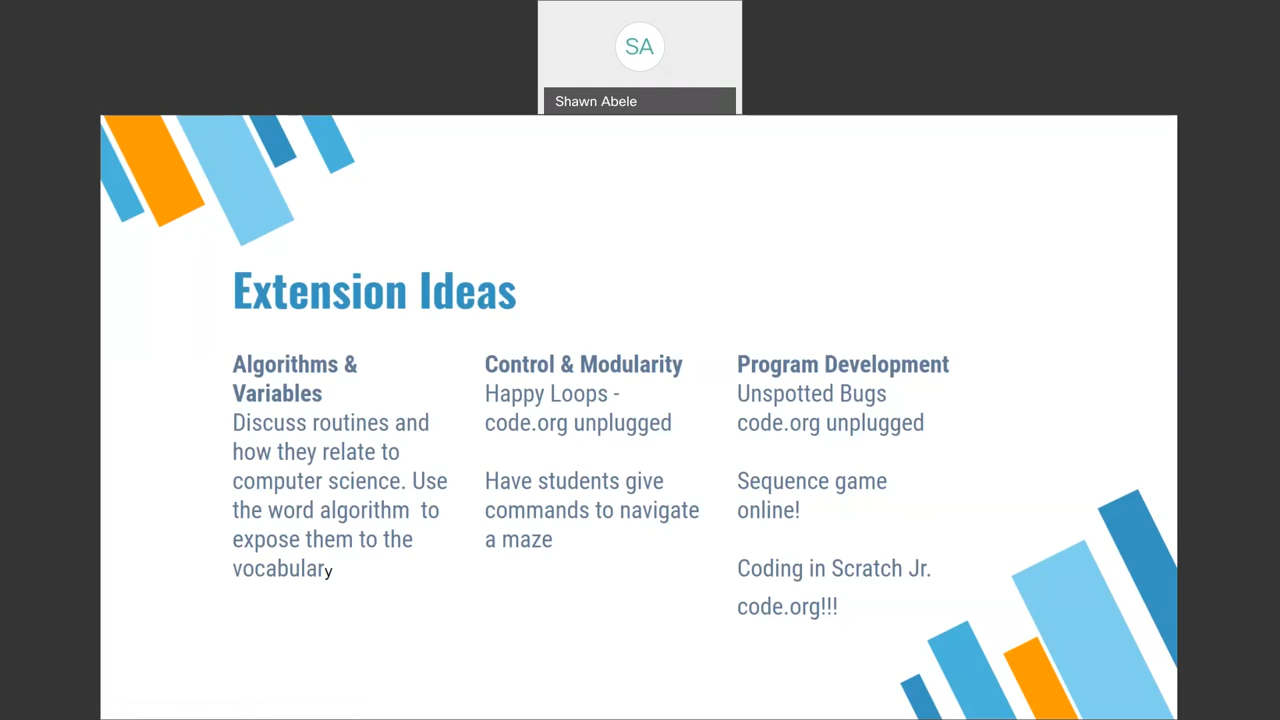 SA
Shawn Abele
Extension Ideas
Algorithms &
Variables
Discuss routines and
how they relate to
computer science. Use
the word algorithm  to
expose them to the
vocabulary
Control & Modularity
Happy Loops -
code.org unplugged
Have students give
commands to navigate
a maze
Program Development
Unspotted Bugs
code.org unplugged
Sequence game
online!
Coding in Scratch Jr.
code.org!!!